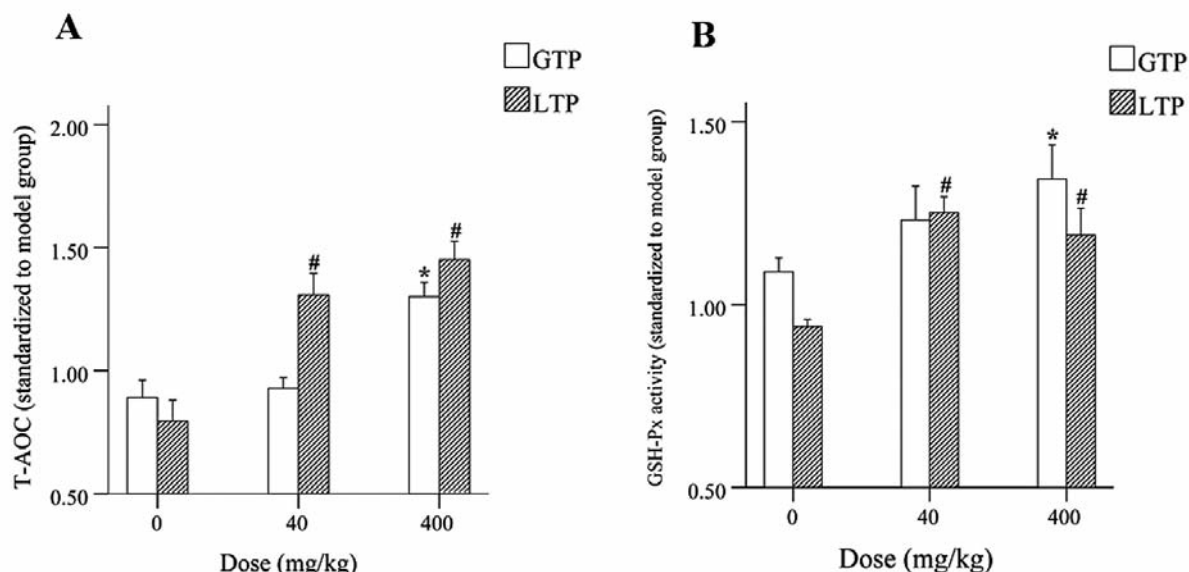 A
GTP
LTP
T-AOC (standardized to model group)
2.00
1.50
1.00
0.50
#
*
#
0
40
400
Dose (mg/kg)
B
GTP
LTP
GSH-Px activity (standardized to model group)
1.50
1.00
0.50
#
*
#
0
40
400
Dose (mg/kg)